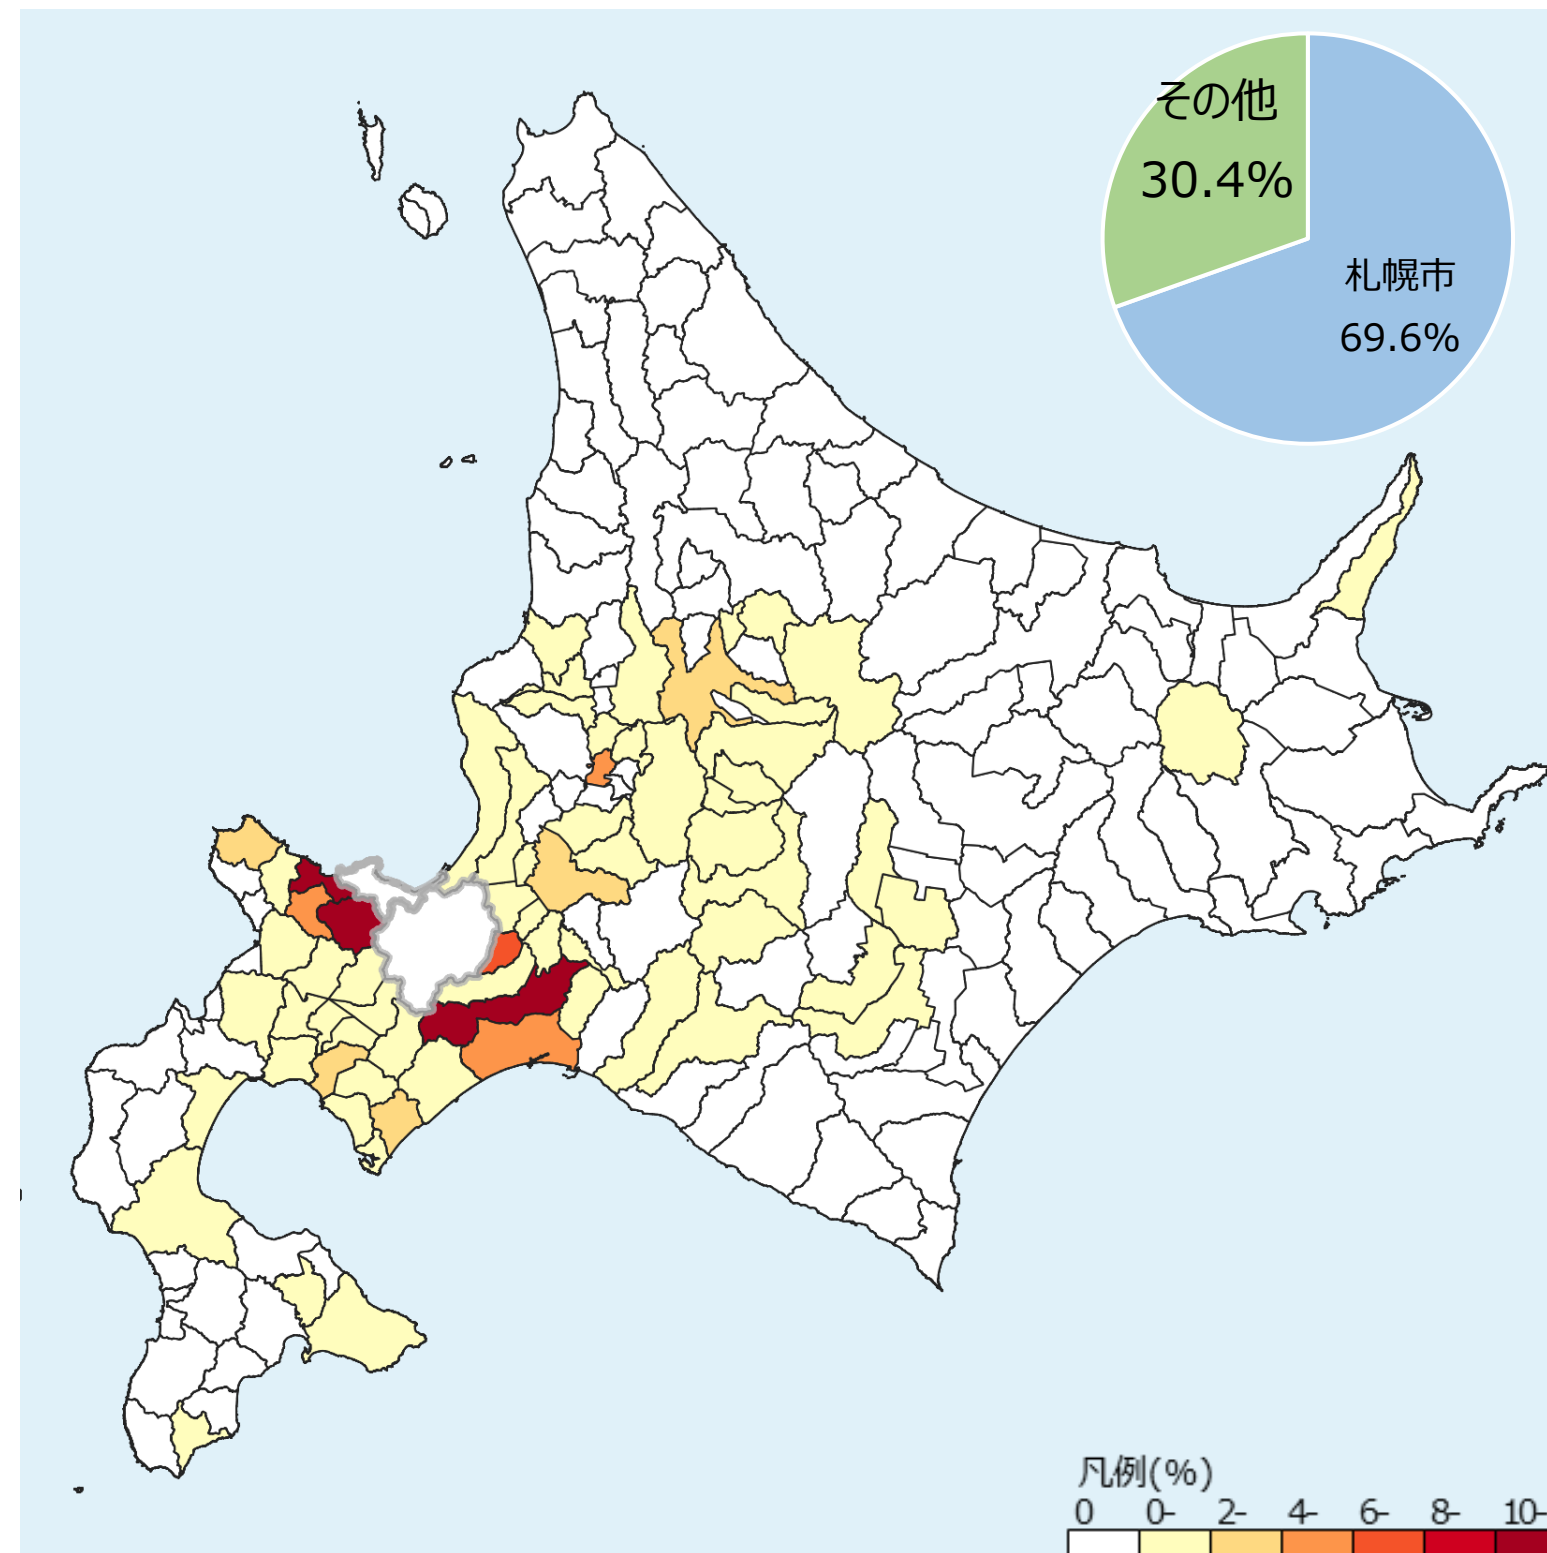 その他
30.4%
札幌市
69.6%
凡例(%)
0 0- 2- 4- 6- 8- 10-